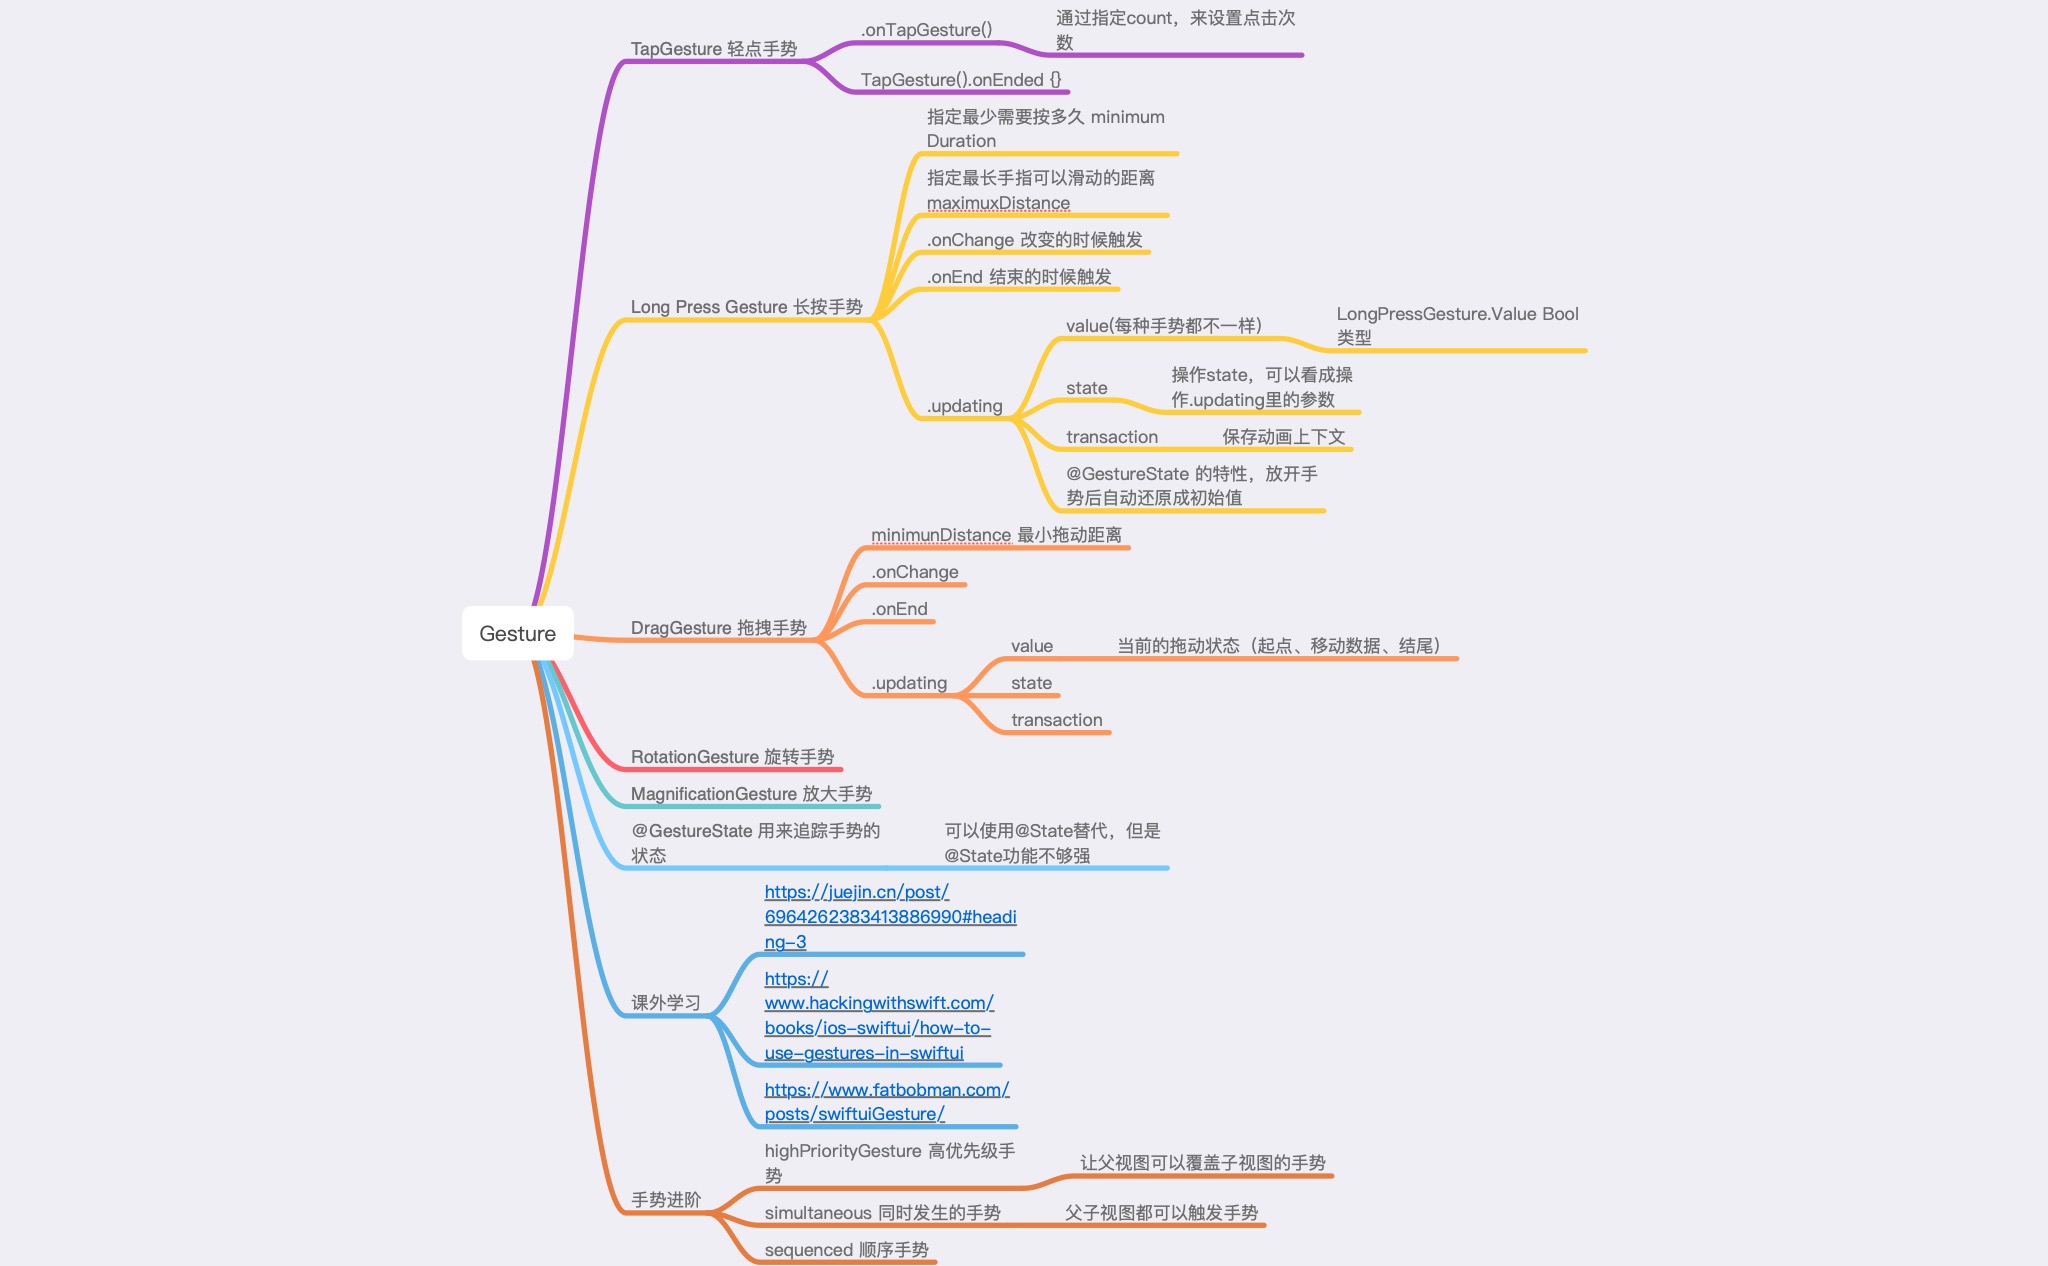 TapGesture 轻点手势
.onTapGesture()
通过指定count，来设置点击次
数
TapGesture().onEnded {}
Long Press Gesture 长按手势
指定最少需要按多久 minimum
Duration
指定最长手指可以滑动的距离
maximuxDistance
.onChange 改变的时候触发
.onEnd 结束的时候触发
.updating
value(每种手势都不一样)
LongPressGesture.Value Bool
类型
state
操作state，可以看成操
作.updating里的参数
transaction
保存动画上下文
@GestureState 的特性，放开手
势后自动还原成初始值
Gesture
DragGesture 拖拽手势
minimunDistance 最小拖动距离
.onChange
.onEnd
.updating
value
当前的拖动状态（起点、移动数据、结尾）
state
transaction
RotationGesture 旋转手势
MagnificationGesture 放大手势
@GestureState 用来追踪手势的
状态
可以使用@State替代，但是
@State功能不够强
课外学习
https://juejin.cn/post/
6964262383413886990#headi
ng-3
https://
www.hackingwithswift.com/
books/ios-swiftui/how-to-
use-gestures-in-swiftui
https://www.fatbobman.com/
posts/swiftuiGesture/
手势进阶
highPriorityGesture 高优先级手
势
让父视图可以覆盖子视图的手势
simultaneous 同时发生的手势
父子视图都可以触发手势
sequenced 顺序手势